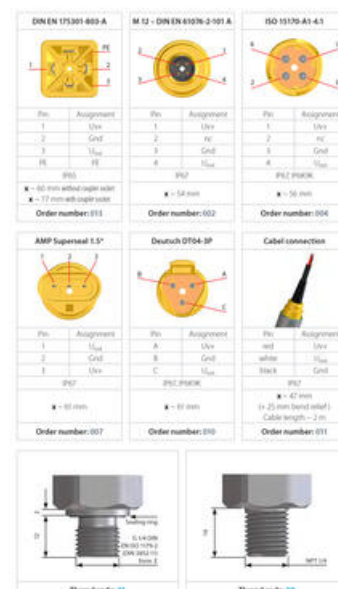 DIN EN 175301-803-A
PE
1
2
3
Pin Assignment
1 Uv+
2 Gnd
3 Uout
PE PE
IP65
x ~ 60 mm without coupler socket
x ~ 77 mm with coupler socket
Order number: 013
M 12 – DIN EN 61076-2-101 A
2
1
3
4
Pin Assignment
1 Uv+
2 nc
3 Gnd
4 Uout
IP67
x ~ 54 mm
Order number: 002
ISO 15170-A1-4.1
Pin Assignment
1 Uv+
2 nc
3 Gnd
4 Uout
IP67, IP6K9K
x ~ 56 mm
Order number: 004
AMP Superseal 1.5*
1
2
3
Pin Assignment
1 Uout
2 Gnd
3 Uv+
IP67
Order number: 007
Deutsch DT04-3P
B
A
C
Pin Assignment
A Uv+
B Gnd
C Uout
IP67, IP6K9K
x ~ 61 mm
Order number: 010
Cabel connection
Pin Assignment
red Uv+
white Uout
black Gnd
IP67
x ~ 47 mm
(+ 25 mm bend relief)
Cable length ~ 2 m
Order number: 011
2
12
Sealing ring
G 1/4 DIN
EN ISO 1179-2
(DIN 3852-11)
Form E
NPT 1/4